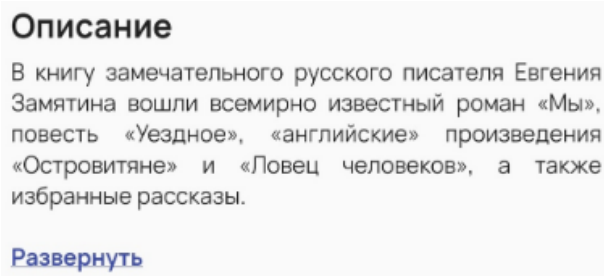 Описание
В книгу замечательного русского писателя Евгения
Замятина вошли всемирно известный роман «Мы»,
повесть «Уездное», «английские» произведения
«Островитяне» и «Ловец человеков», а также
избранные рассказы.
Развернуть